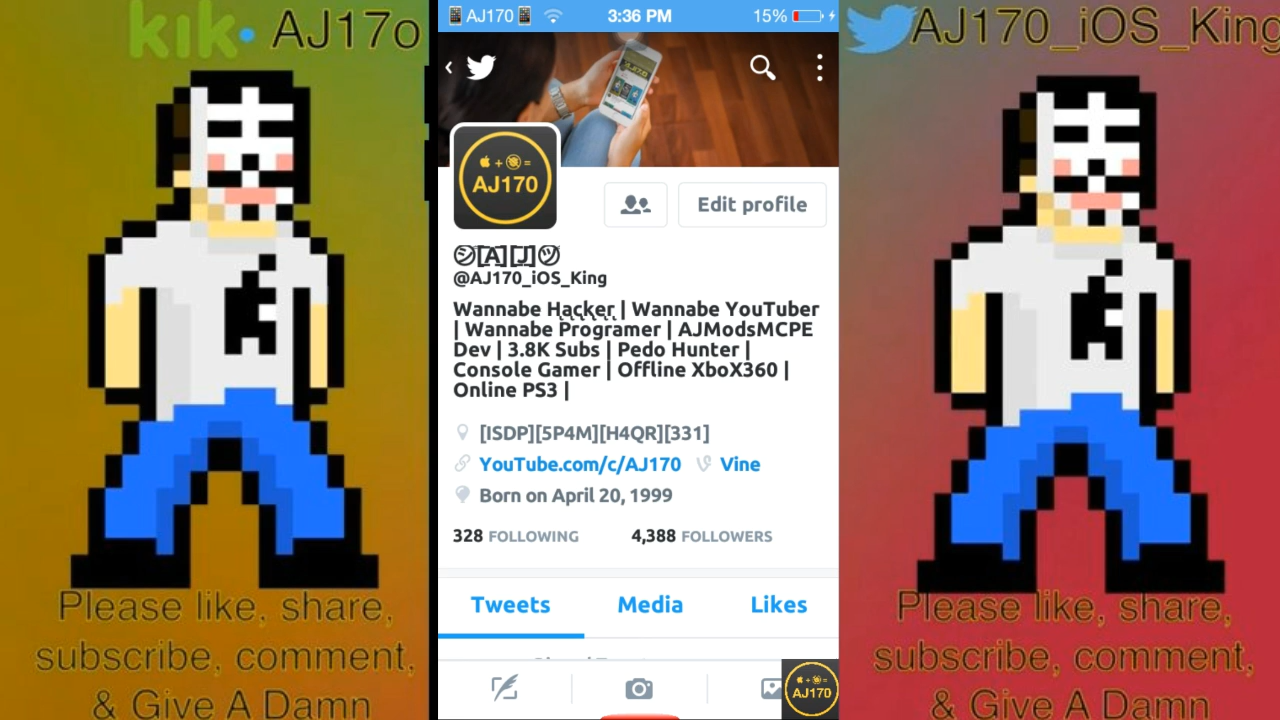 kik• AJ17o
Please like, share,
subscribe, comment,
& Give A Damn
AJ170
3:36 PM
15%
AJ170
Edit profile
㋛[A][J]㋡
@AJ170_iOS_King
Wannabe Hacker | Wannabe YouTuber
| Wannabe Programer | AJModsMCPE
Dev | 3.8K Subs | Pedo Hunter |
Console Gamer | Offline XboX360 |
Online PS3 |
[ISDP][5P4M][H4QR][331]
YouTube.com/c/AJ170 Vine
Born on April 20, 1999
328 FOLLOWING 4,388 FOLLOWERS
Tweets Media Likes
AJ170
AJ170_iOS_King
Please like, share,
subscribe, comment,
& Give A Damn